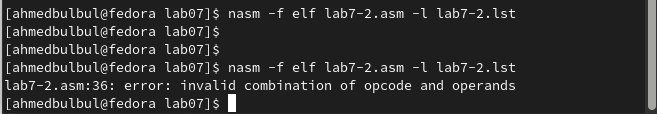 [ahmedbulbul@fedora lab07]$ nasm -f elf lab7-2.asm -l lab7-2.lst
[ahmedbulbul@fedora lab07]$
[ahmedbulbul@fedora lab07]$
[ahmedbulbul@fedora lab07]$ nasm -f elf lab7-2.asm -l lab7-2.lst
lab7-2.asm:36: error: invalid combination of opcode and operands
[ahmedbulbul@fedora lab07]$